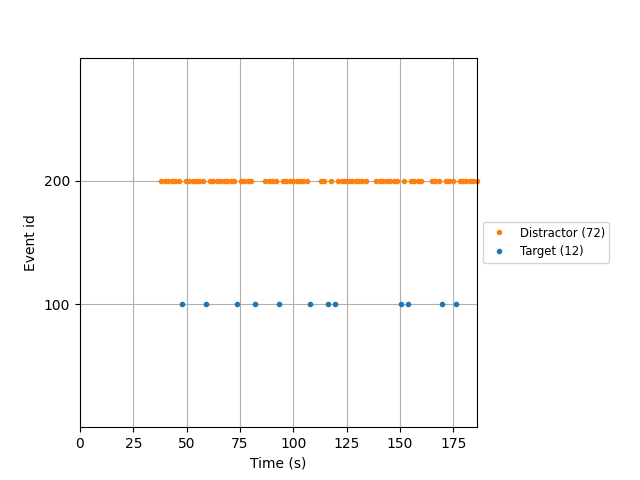 200
100
Event id
0 25 50 75 100 125 150 175
Time (s)
Distractor (72)
Target (12)